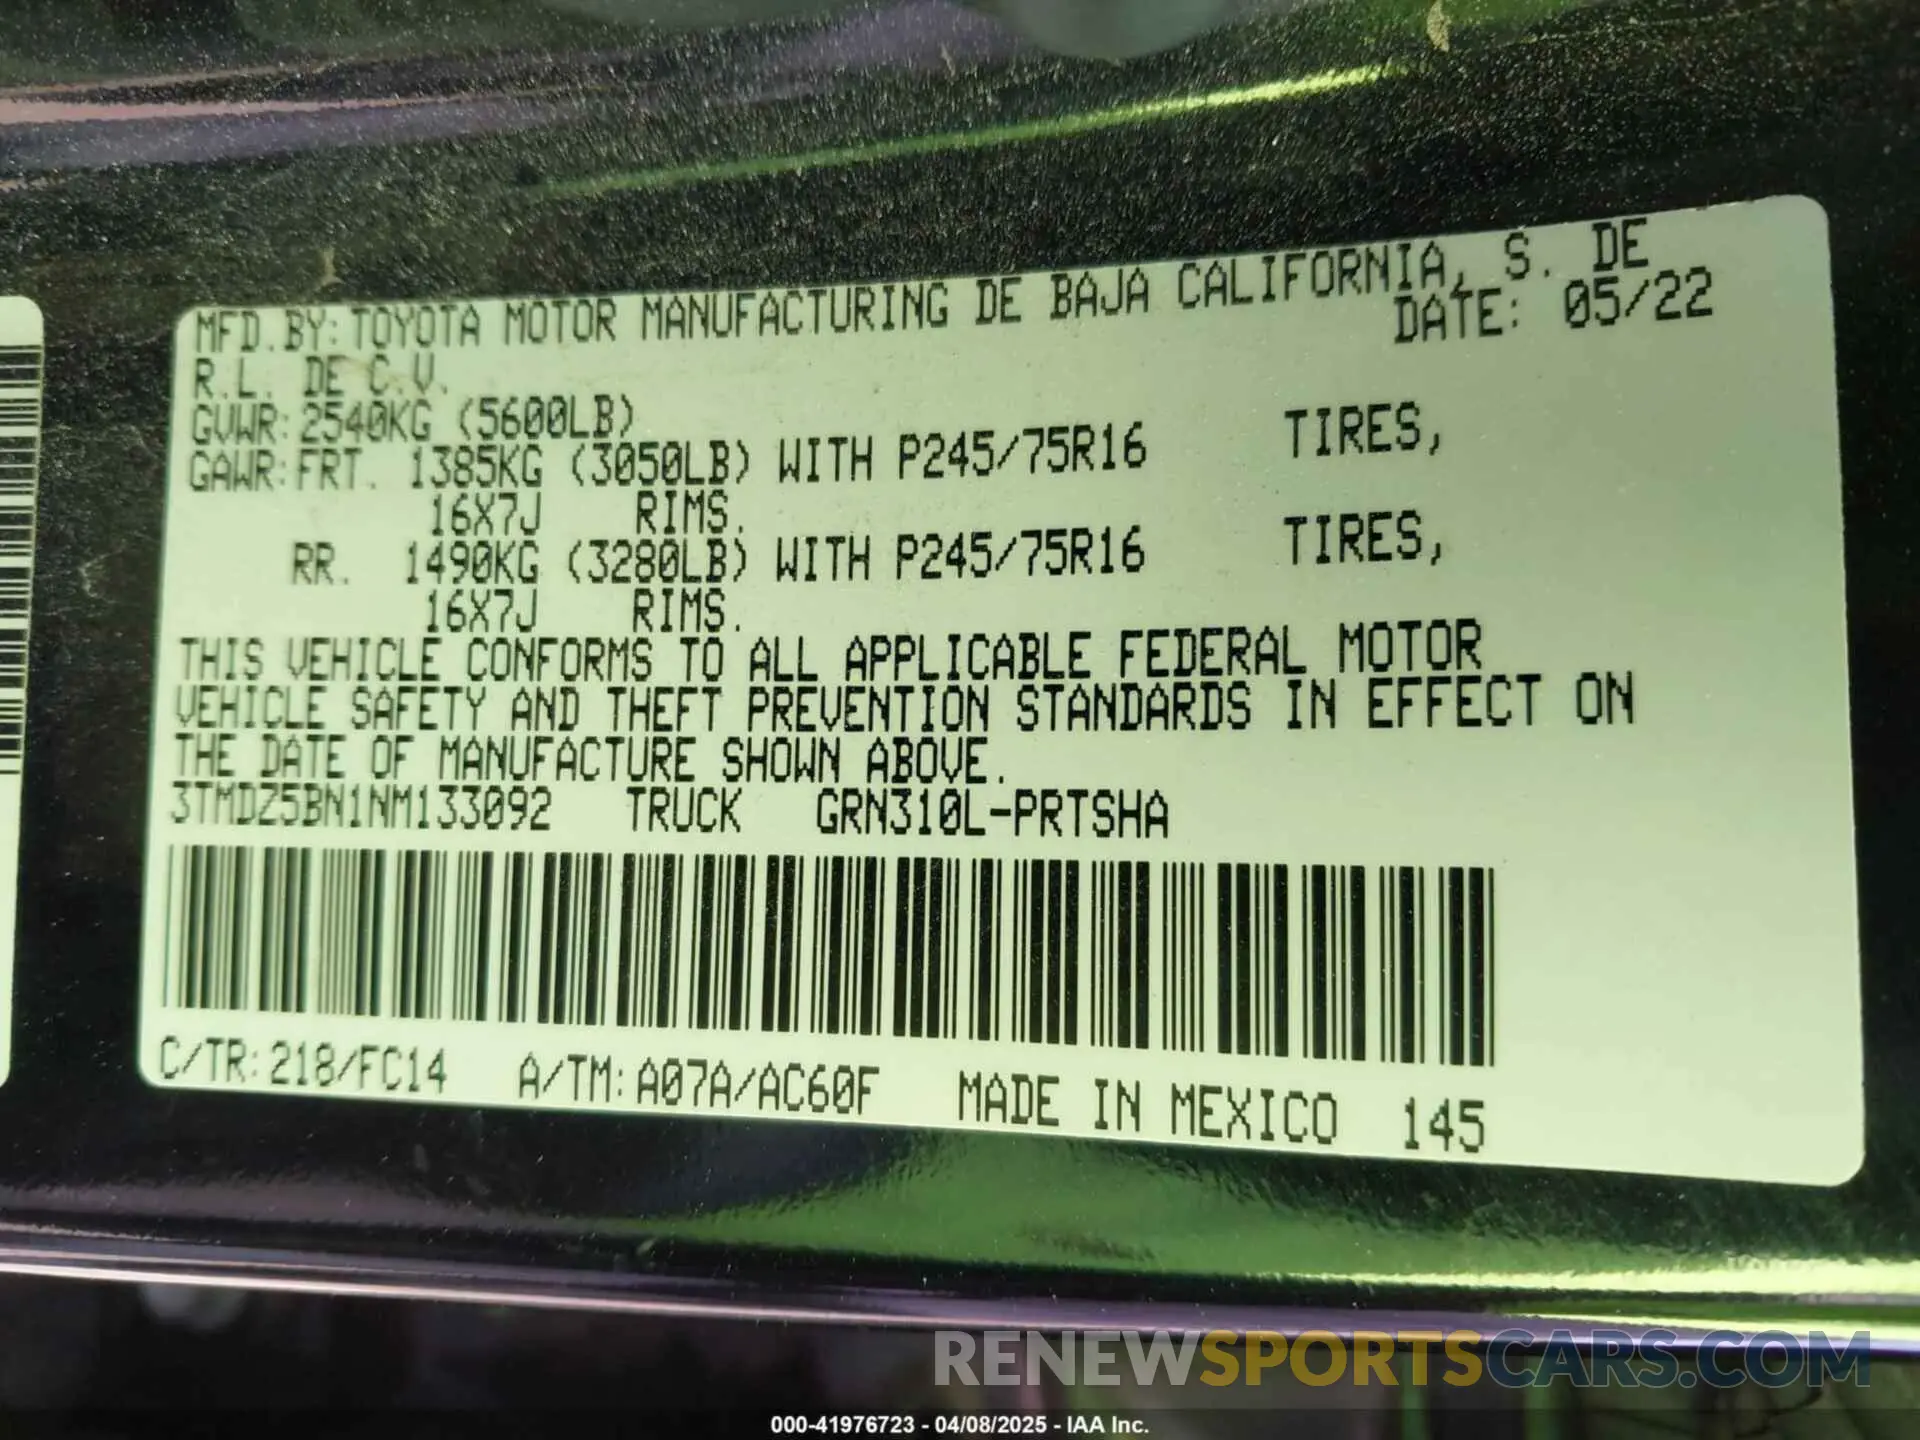 MFD.BY:TOYOTA MOTOR MANUFACTURING DE BAJA CALIFORNIA, S. DE
R.L. DE C.V. DATE: 05/22
GVWR:2540KG (5600LB)
GAWR:FRT. 1385KG (3050LB) WITH P245/75R16 TIRES,
16X7J RIMS.
RR. 1490KG (3280LB) WITH P245/75R16 TIRES,
16X7J RIMS.
THIS VEHICLE CONFORMS TO ALL APPLICABLE FEDERAL MOTOR
VEHICLE SAFETY AND THEFT PREVENTION STANDARDS IN EFFECT ON
THE DATE OF MANUFACTURE SHOWN ABOVE.
3TMDZ5BN1NM133092 TRUCK GRN310L-PRTSHA
C/TR:218/FC14 A/TM:A07A/AC60F MADE IN MEXICO 145
RENEWSPORTSCARS.COM
000-41976723 - 04/08/2025 - IAA Inc.